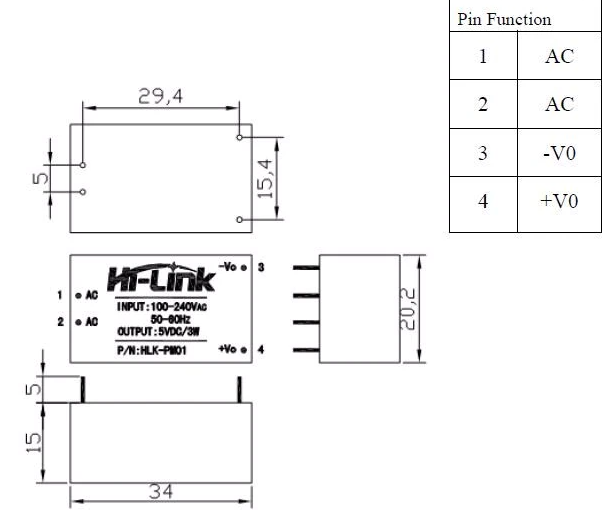 Pin Function
1 AC
2 AC
3 -V0
4 +V0
29,4
5
15,4
Hi-Link
-Vo 3
1 AC
INPUT:100-240VAC
50-60Hz
2 AC
OUTPUT:5VDC/3W
P/N:HLK-PM01
+Vo 4
20,2
5
15
34